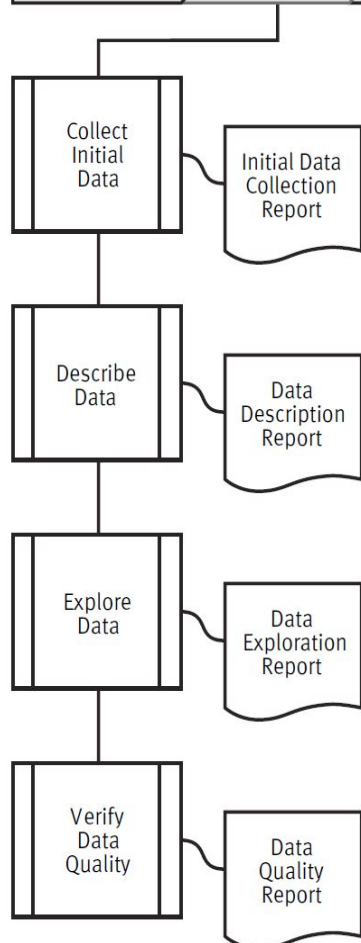 Collect
Initial
Data
Initial Data
Collection
Report
Describe
Data
Data
Description
Report
Explore
Data
Data
Exploration
Report
Verify
Data
Quality
Data
Quality
Report